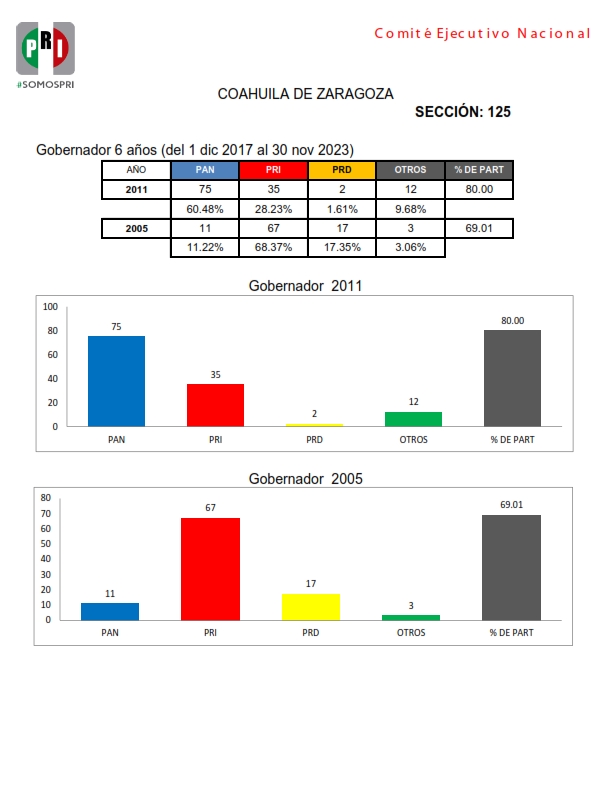 Comité Ejecutivo Nacional
PRI
#SOMOSPRI
COAHUILA DE ZARAGOZA
SECCIÓN: 125
Gobernador 6 años (del 1 dic 2017 al 30 nov 2023)
AÑO PAN PRI PRD OTROS % DE PART
2011 75 35 2 12 80.00
60.48% 28.23% 1.61% 9.68%
2005 11 67 17 3 69.01
11.22% 68.37% 17.35% 3.06%
Gobernador 2011
100
80
60
40
20
0
75 35 2 12 80.00
PAN PRI PRD OTROS % DE PART
Gobernador 2005
80
70
60
50
40
30
20
10
0
11 67 17 3 69.01
PAN PRI PRD OTROS % DE PART